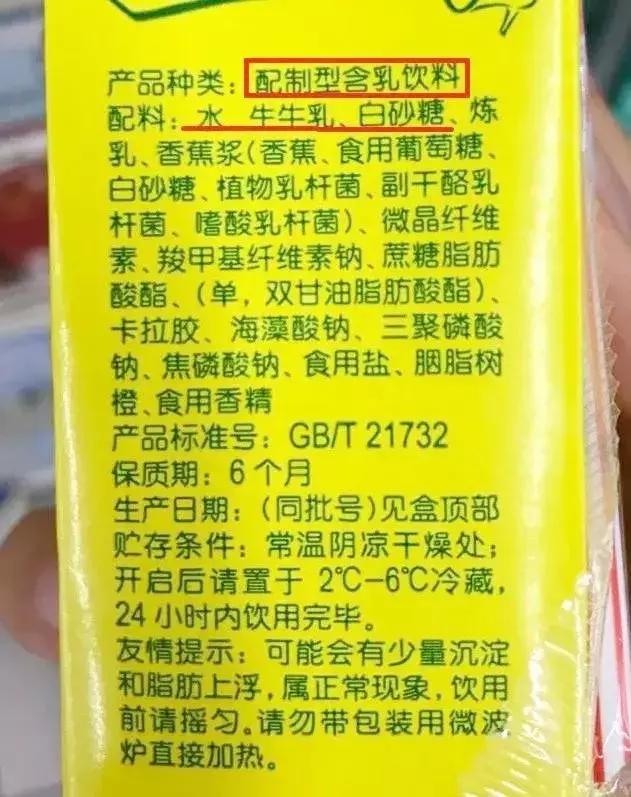 产品种类：配制型含乳饮料
配料：水 牛牛乳、白砂糖、炼
乳、香蕉浆(香蕉、食用葡萄糖、
白砂糖、植物乳杆菌、副干酪乳
杆菌、嗜酸乳杆菌)、微晶纤维
素、羧甲基纤维素钠、蔗糖脂肪
酸酯、(单，双甘油脂肪酸酯)、
卡拉胶、海藻酸钠、三聚磷酸
钠、焦磷酸钠、食用盐、胭脂树
橙、食用香精
产品标准号：GB/T 21732
保质期：6个月
生产日期：(同批号)见盒顶部
贮存条件：常温阴凉干燥处；
开启后请置于 2℃-6℃冷藏，
24小时内饮用完毕。
友情提示：可能会有少量沉淀
和脂肪上浮，属正常现象，饮用
前请摇匀。请勿带包装用微波
炉直接加热。